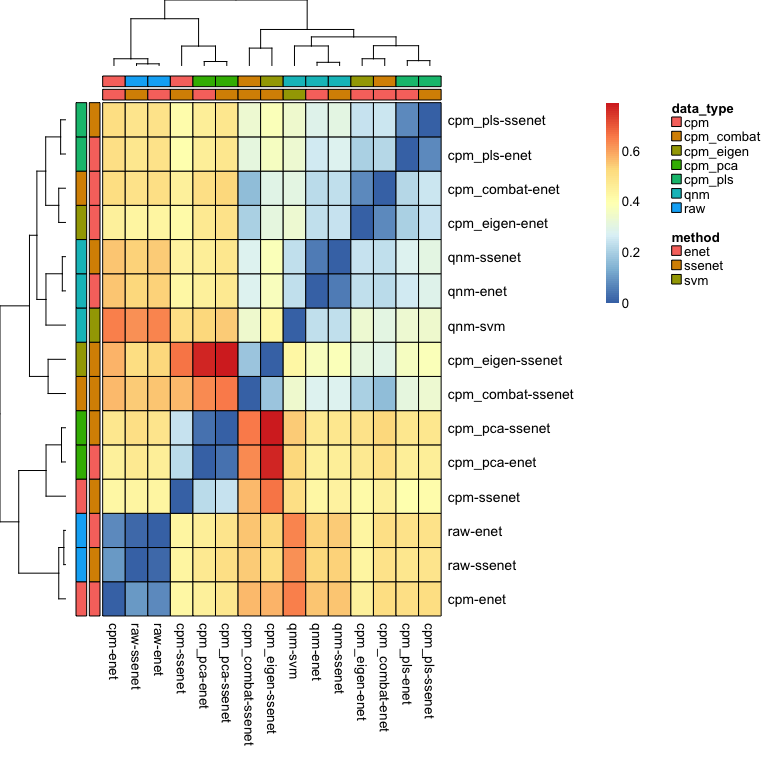 cpm_pls-ssenet
cpm_pls-enet
cpm_combat-enet
cpm_eigen-enet
qnm-ssenet
qnm-enet
qnm-svm
cpm_eigen-ssenet
cpm_combat-ssenet
cpm_pca-ssenet
cpm_pca-enet
cpm-ssenet
raw-enet
raw-ssenet
cpm-enet
cpm-enet
raw-ssenet
raw-enet
cpm-ssenet
cpm_pca-enet
cpm_pca-ssenet
cpm_combat-ssenet
cpm_eigen-ssenet
qnm-svm
qnm-enet
qnm-ssenet
cpm_eigen-enet
cpm_combat-enet
cpm_pls-enet
cpm_pls-ssenet
0.6
0.4
0.2
0
data_type
cpm
cpm_combat
cpm_eigen
cpm_pca
cpm_pls
qnm
raw
method
enet
ssenet
svm